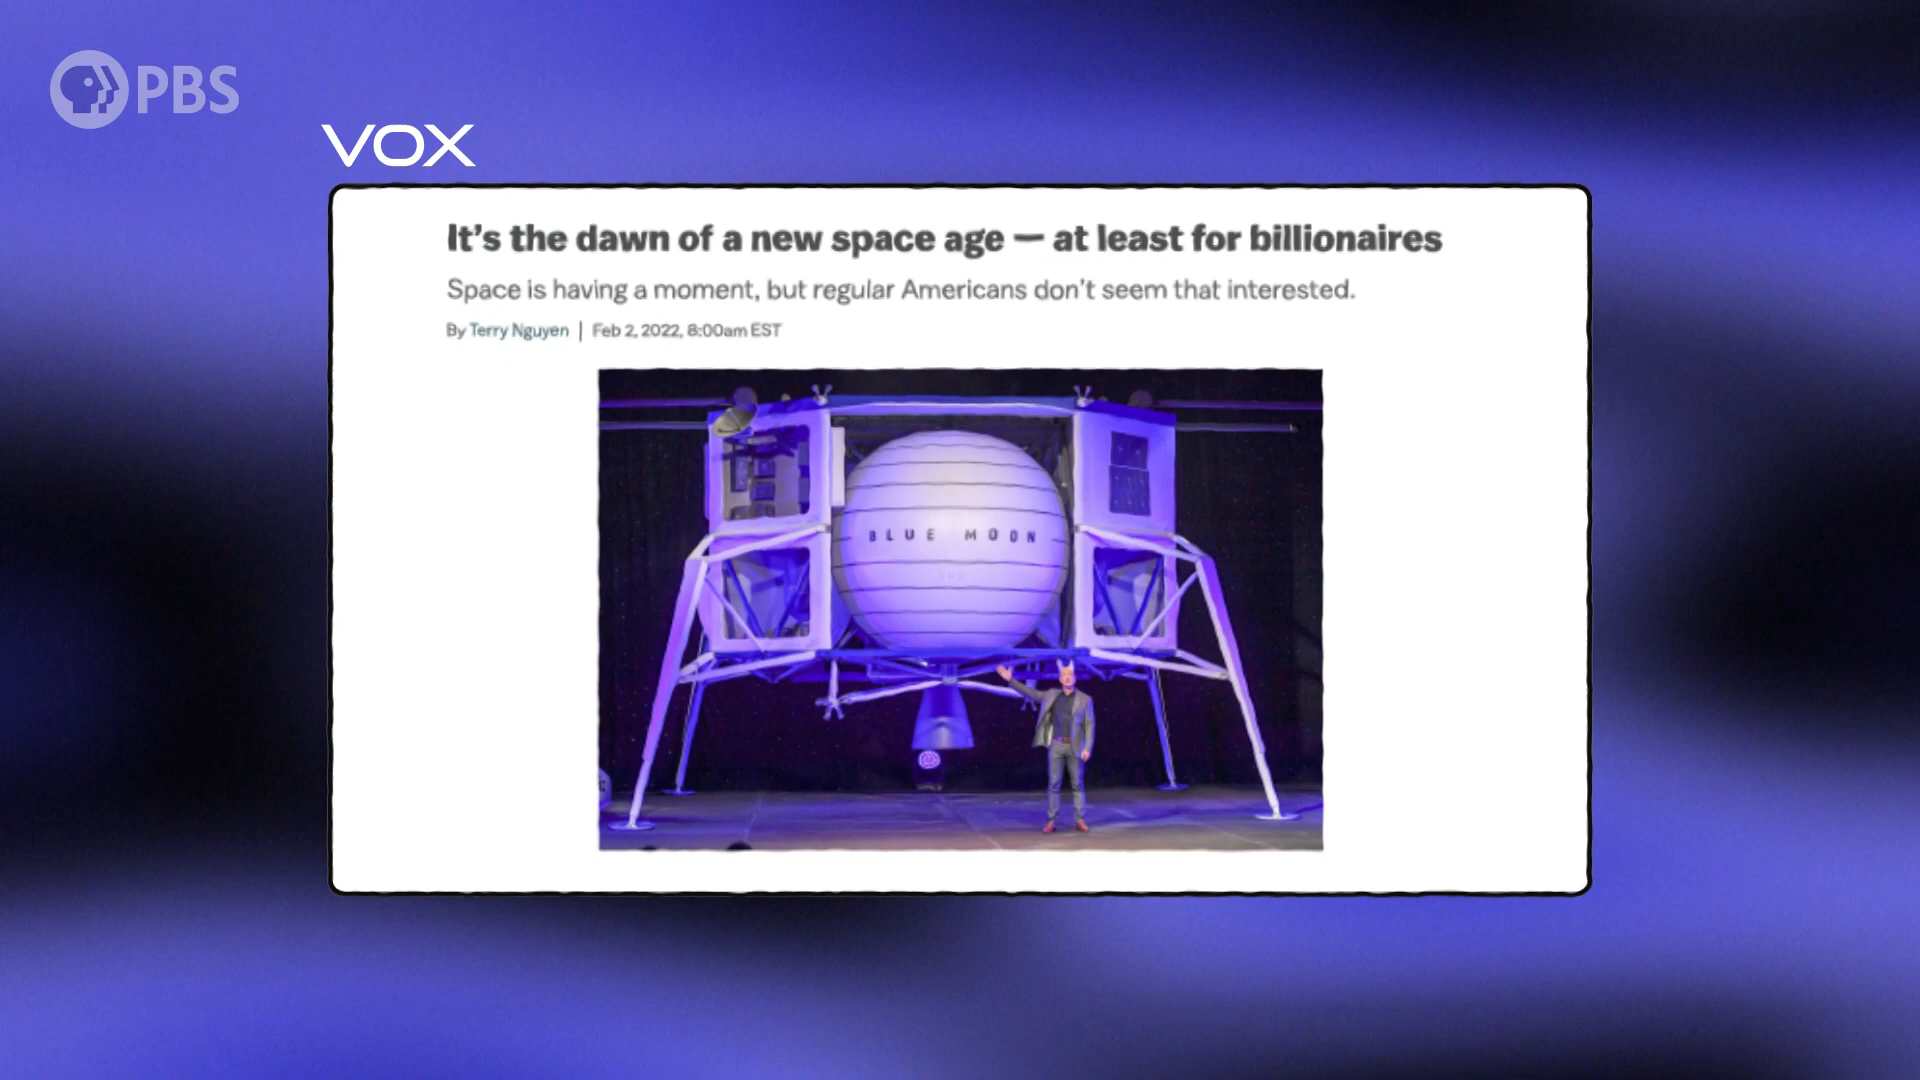 PBS
VOX
It's the dawn of a new space age — at least for billionaires
Space is having a moment, but regular Americans don't seem that interested.
By Terry Nguyen | Feb 2, 2022, 8:00am EST
BLUE MOON